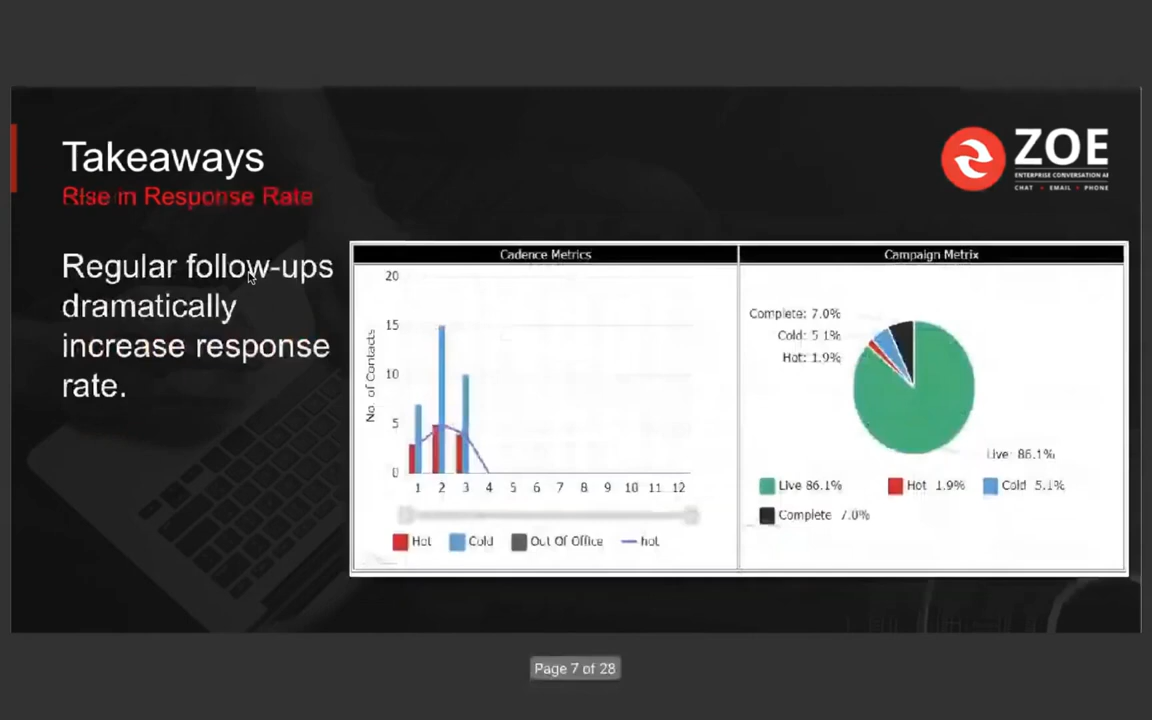 Takeaways
Rise in Response Rate
ZOE
ENTERPRISE CONVERSATION AI
CHAT • EMAIL • PHONE
Regular follow-ups
dramatically
increase response
rate.
Cadence Metrics
20
15
10
5
0
No. of Contacts
1 2 3 4 5 6 7 8 9 10 11 12
Hot Cold Out Of Office hot
Campaign Metrix
Complete: 7.0%
Cold: 5.1%
Hot: 1.9%
Live: 86.1%
Live 86.1% Hot 1.9% Cold 5.1%
Complete 7.0%
Page 7 of 28